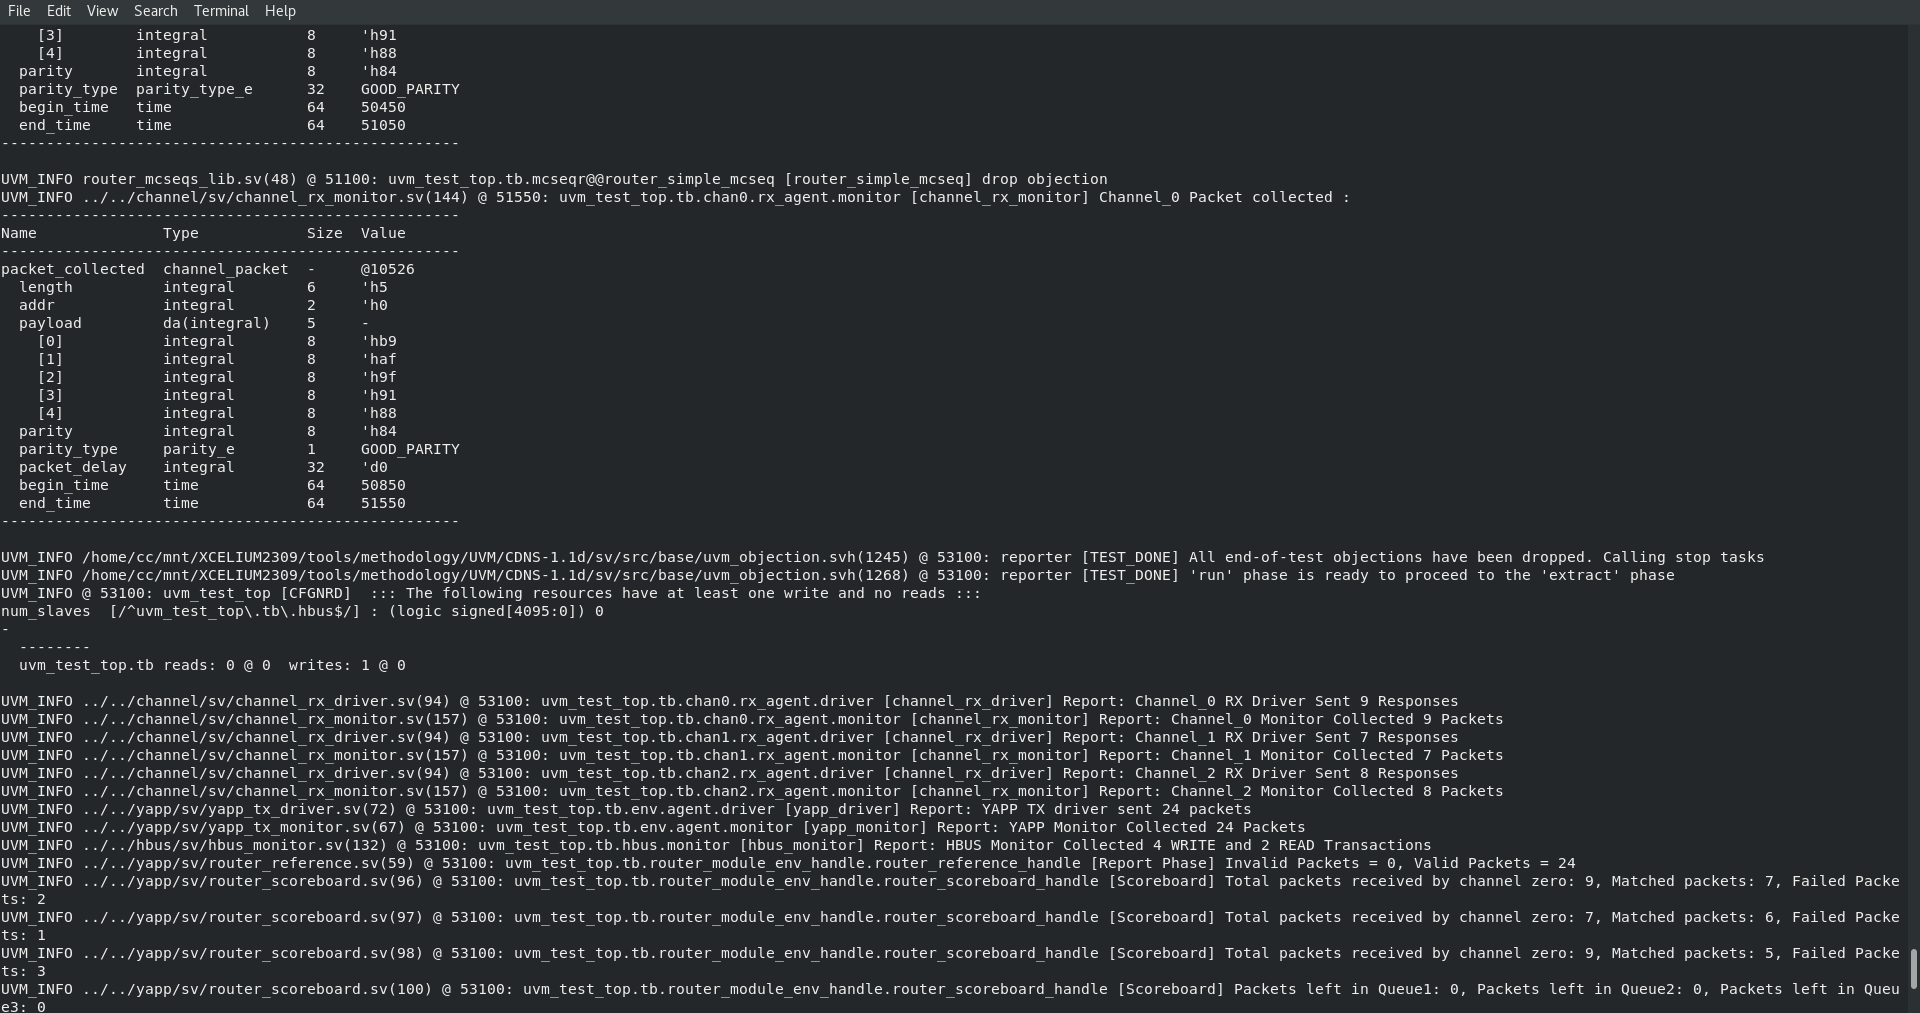 File Edit View Search Terminal Help
    [3]        integral           8     'h91
    [4]        integral           8     'h88
  parity       integral           8     'h84
  parity_type  parity_type_e      32    GOOD_PARITY
  begin_time   time               64    50450
  end_time     time               64    51050
---------------------------------------------------
UVM_INFO router_mcseqs_lib.sv(48) @ 51100: uvm_test_top.tb.mcseqr@@router_simple_mcseq [router_simple_mcseq] drop objection
UVM_INFO ../../channel/sv/channel_rx_monitor.sv(144) @ 51550: uvm_test_top.tb.chan0.rx_agent.monitor [channel_rx_monitor] Channel_0 Packet collected :
---------------------------------------------------
Name              Type            Size  Value
---------------------------------------------------
packet_collected  channel_packet  -     @10526
  length          integral        6     'h5
  addr            integral        2     'h0
  payload         da(integral)    5     -
    [0]           integral        8     'hb9
    [1]           integral        8     'haf
    [2]           integral        8     'h9f
    [3]           integral        8     'h91
    [4]           integral        8     'h88
  parity          integral        8     'h84
  parity_type     parity_e        1     GOOD_PARITY
  packet_delay    integral        32    'd0
  begin_time      time            64    50850
  end_time        time            64    51550
---------------------------------------------------
UVM_INFO /home/cc/mnt/XCELIUM2309/tools/methodology/UVM/CDNS-1.1d/sv/src/base/uvm_objection.svh(1245) @ 53100: reporter [TEST_DONE] All end-of-test objections have been dropped. Calling stop tasks
UVM_INFO /home/cc/mnt/XCELIUM2309/tools/methodology/UVM/CDNS-1.1d/sv/src/base/uvm_objection.svh(1268) @ 53100: reporter [TEST_DONE] 'run' phase is ready to proceed to the 'extract' phase
UVM_INFO @ 53100: uvm_test_top [CFGNRD]  ::: The following resources have at least one write and no reads :::
num_slaves  [/^uvm_test_top\.tb\.hbus$/] : (logic signed[4095:0]) 0
-
  --------
  uvm_test_top.tb reads: 0 @ 0  writes: 1 @ 0
UVM_INFO ../../channel/sv/channel_rx_driver.sv(94) @ 53100: uvm_test_top.tb.chan0.rx_agent.driver [channel_rx_driver] Report: Channel_0 RX Driver Sent 9 Responses
UVM_INFO ../../channel/sv/channel_rx_monitor.sv(157) @ 53100: uvm_test_top.tb.chan0.rx_agent.monitor [channel_rx_monitor] Report: Channel_0 Monitor Collected 9 Packets
UVM_INFO ../../channel/sv/channel_rx_driver.sv(94) @ 53100: uvm_test_top.tb.chan1.rx_agent.driver [channel_rx_driver] Report: Channel_1 RX Driver Sent 7 Responses
UVM_INFO ../../channel/sv/channel_rx_monitor.sv(157) @ 53100: uvm_test_top.tb.chan1.rx_agent.monitor [channel_rx_monitor] Report: Channel_1 Monitor Collected 7 Packets
UVM_INFO ../../channel/sv/channel_rx_driver.sv(94) @ 53100: uvm_test_top.tb.chan2.rx_agent.driver [channel_rx_driver] Report: Channel_2 RX Driver Sent 8 Responses
UVM_INFO ../../channel/sv/channel_rx_monitor.sv(157) @ 53100: uvm_test_top.tb.chan2.rx_agent.monitor [channel_rx_monitor] Report: Channel_2 Monitor Collected 8 Packets
UVM_INFO ../../yapp/sv/yapp_tx_driver.sv(72) @ 53100: uvm_test_top.tb.env.agent.driver [yapp_driver] Report: YAPP TX driver sent 24 packets
UVM_INFO ../../yapp/sv/yapp_tx_monitor.sv(67) @ 53100: uvm_test_top.tb.env.agent.monitor [yapp_monitor] Report: YAPP Monitor Collected 24 Packets
UVM_INFO ../../hbus/sv/hbus_monitor.sv(132) @ 53100: uvm_test_top.tb.hbus.monitor [hbus_monitor] Report: HBUS Monitor Collected 4 WRITE and 2 READ Transactions
UVM_INFO ../../yapp/sv/router_reference.sv(59) @ 53100: uvm_test_top.tb.router_module_env_handle.router_reference_handle [Report Phase] Invalid Packets = 0, Valid Packets = 24
UVM_INFO ../../yapp/sv/router_scoreboard.sv(96) @ 53100: uvm_test_top.tb.router_module_env_handle.router_scoreboard_handle [Scoreboard] Total packets received by channel zero: 9, Matched packets: 7, Failed Packe
ts: 2
UVM_INFO ../../yapp/sv/router_scoreboard.sv(97) @ 53100: uvm_test_top.tb.router_module_env_handle.router_scoreboard_handle [Scoreboard] Total packets received by channel zero: 7, Matched packets: 6, Failed Packe
ts: 1
UVM_INFO ../../yapp/sv/router_scoreboard.sv(98) @ 53100: uvm_test_top.tb.router_module_env_handle.router_scoreboard_handle [Scoreboard] Total packets received by channel zero: 9, Matched packets: 5, Failed Packe
ts: 3
UVM_INFO ../../yapp/sv/router_scoreboard.sv(100) @ 53100: uvm_test_top.tb.router_module_env_handle.router_scoreboard_handle [Scoreboard] Packets left in Queue1: 0, Packets left in Queue2: 0, Packets left in Queu
e3: 0